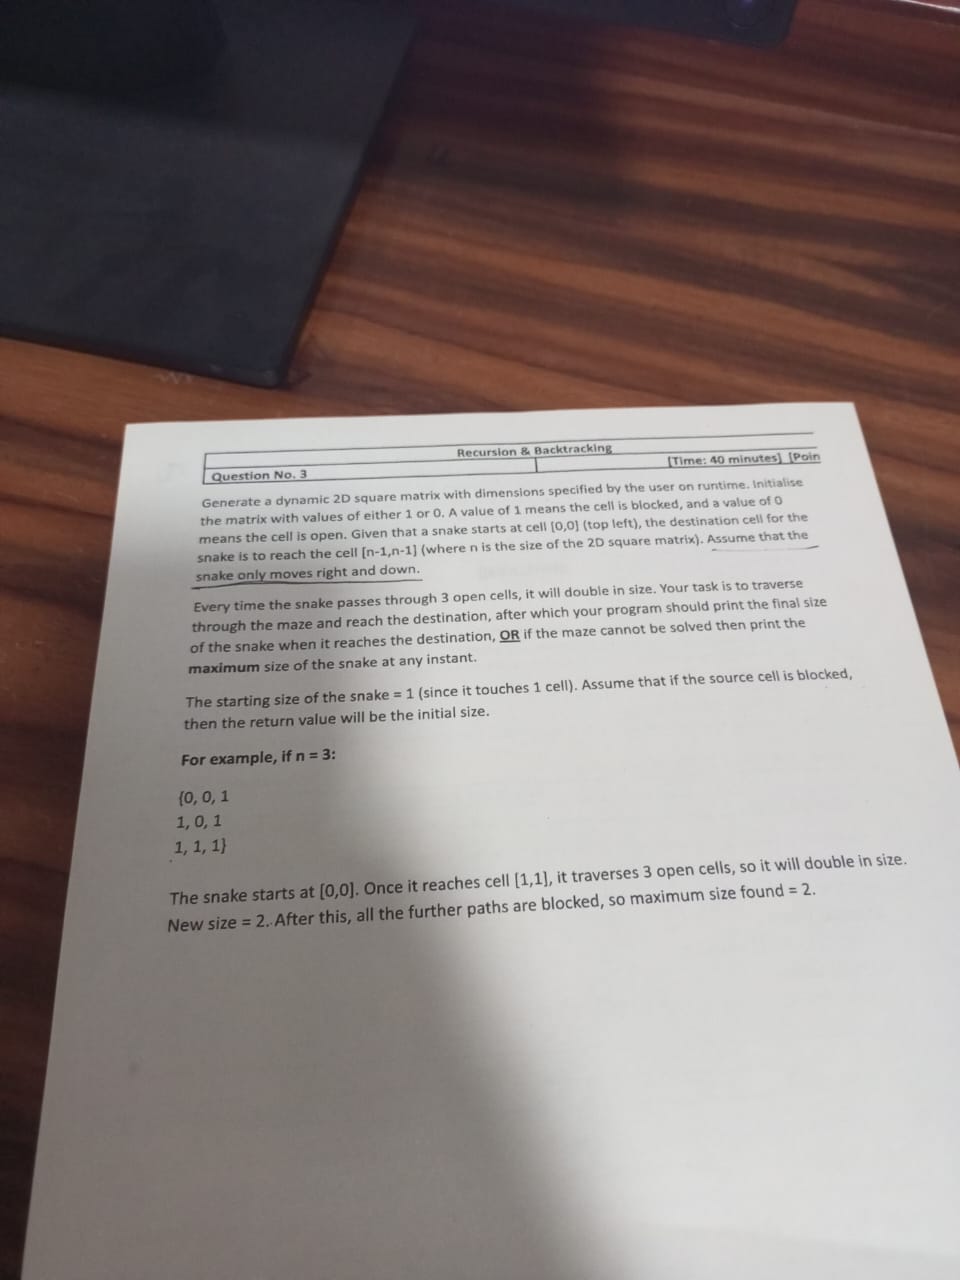 Recursion & Backtracking
Question No. 3
[Time: 40 minutes] [Poin
Generate a dynamic 2D square matrix with dimensions specified by the user on runtime. Initialise
the matrix with values of either 1 or 0. A value of 1 means the cell is blocked, and a value of 0
means the cell is open. Given that a snake starts at cell [0,0] (top left), the destination cell for the
snake is to reach the cell [n-1,n-1] (where n is the size of the 2D square matrix). Assume that the
snake only moves right and down.
Every time the snake passes through 3 open cells, it will double in size. Your task is to traverse
through the maze and reach the destination, after which your program should print the final size
of the snake when it reaches the destination, OR if the maze cannot be solved then print the
maximum size of the snake at any instant.
The starting size of the snake = 1 (since it touches 1 cell). Assume that if the source cell is blocked,
then the return value will be the initial size.
For example, if n = 3:
{0, 0, 1
1, 0, 1
1, 1, 1}
The snake starts at [0,0]. Once it reaches cell [1,1], it traverses 3 open cells, so it will double in size.
New size = 2. After this, all the further paths are blocked, so maximum size found = 2.